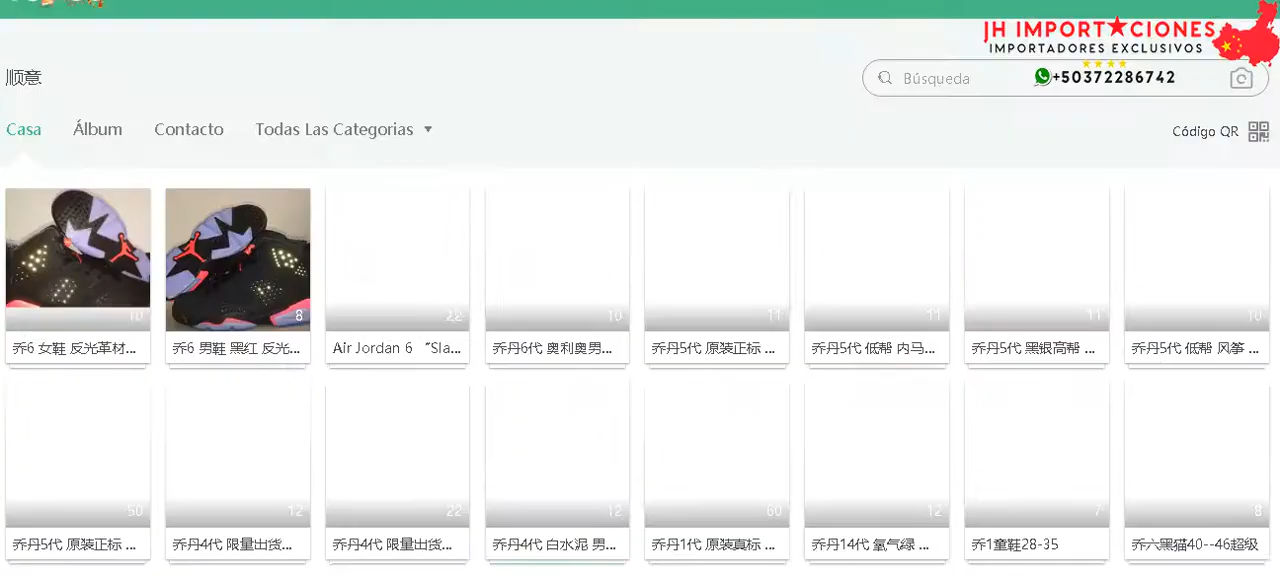 JH IMPORT★CIONES
IMPORTADORES EXCLUSIVOS
顺意
Búsqueda
+50372286742
Casa
Álbum
Contacto
Todas Las Categorias
Código QR
10
8
22
10
11
11
11
10
乔6 女鞋 反光革材...
乔6 男鞋 黑红 反光...
Air Jordan 6 “Sla...
乔丹6代 奥利奥男...
乔丹5代 原装正标 ...
乔丹5代 低帮 内马...
乔丹5代 黑银高帮 ...
乔丹5代 低帮 风筝 ...
50
12
22
12
60
12
7
8
乔丹5代 原装正标 ...
乔丹4代 限量出货...
乔丹4代 限量出货...
乔丹4代 白水泥 男...
乔丹1代 原装真标 ...
乔丹14代 氩气绿 ...
乔1童鞋28-35
乔六黑猫40--46超级